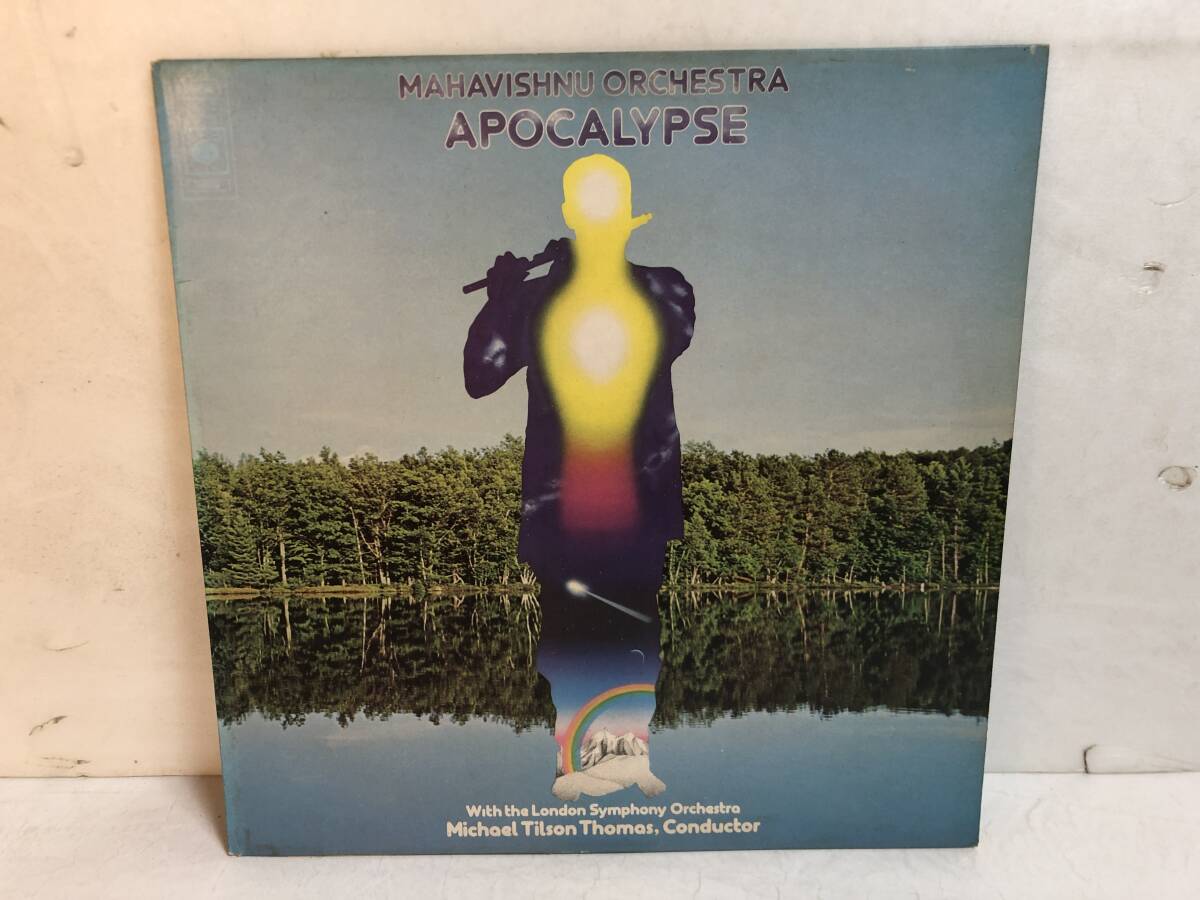 MAHAVISHNU ORCHESTRA
APOCALYPSE
With the London Symphony Orchestra
Michael Tilson Thomas, Conductor